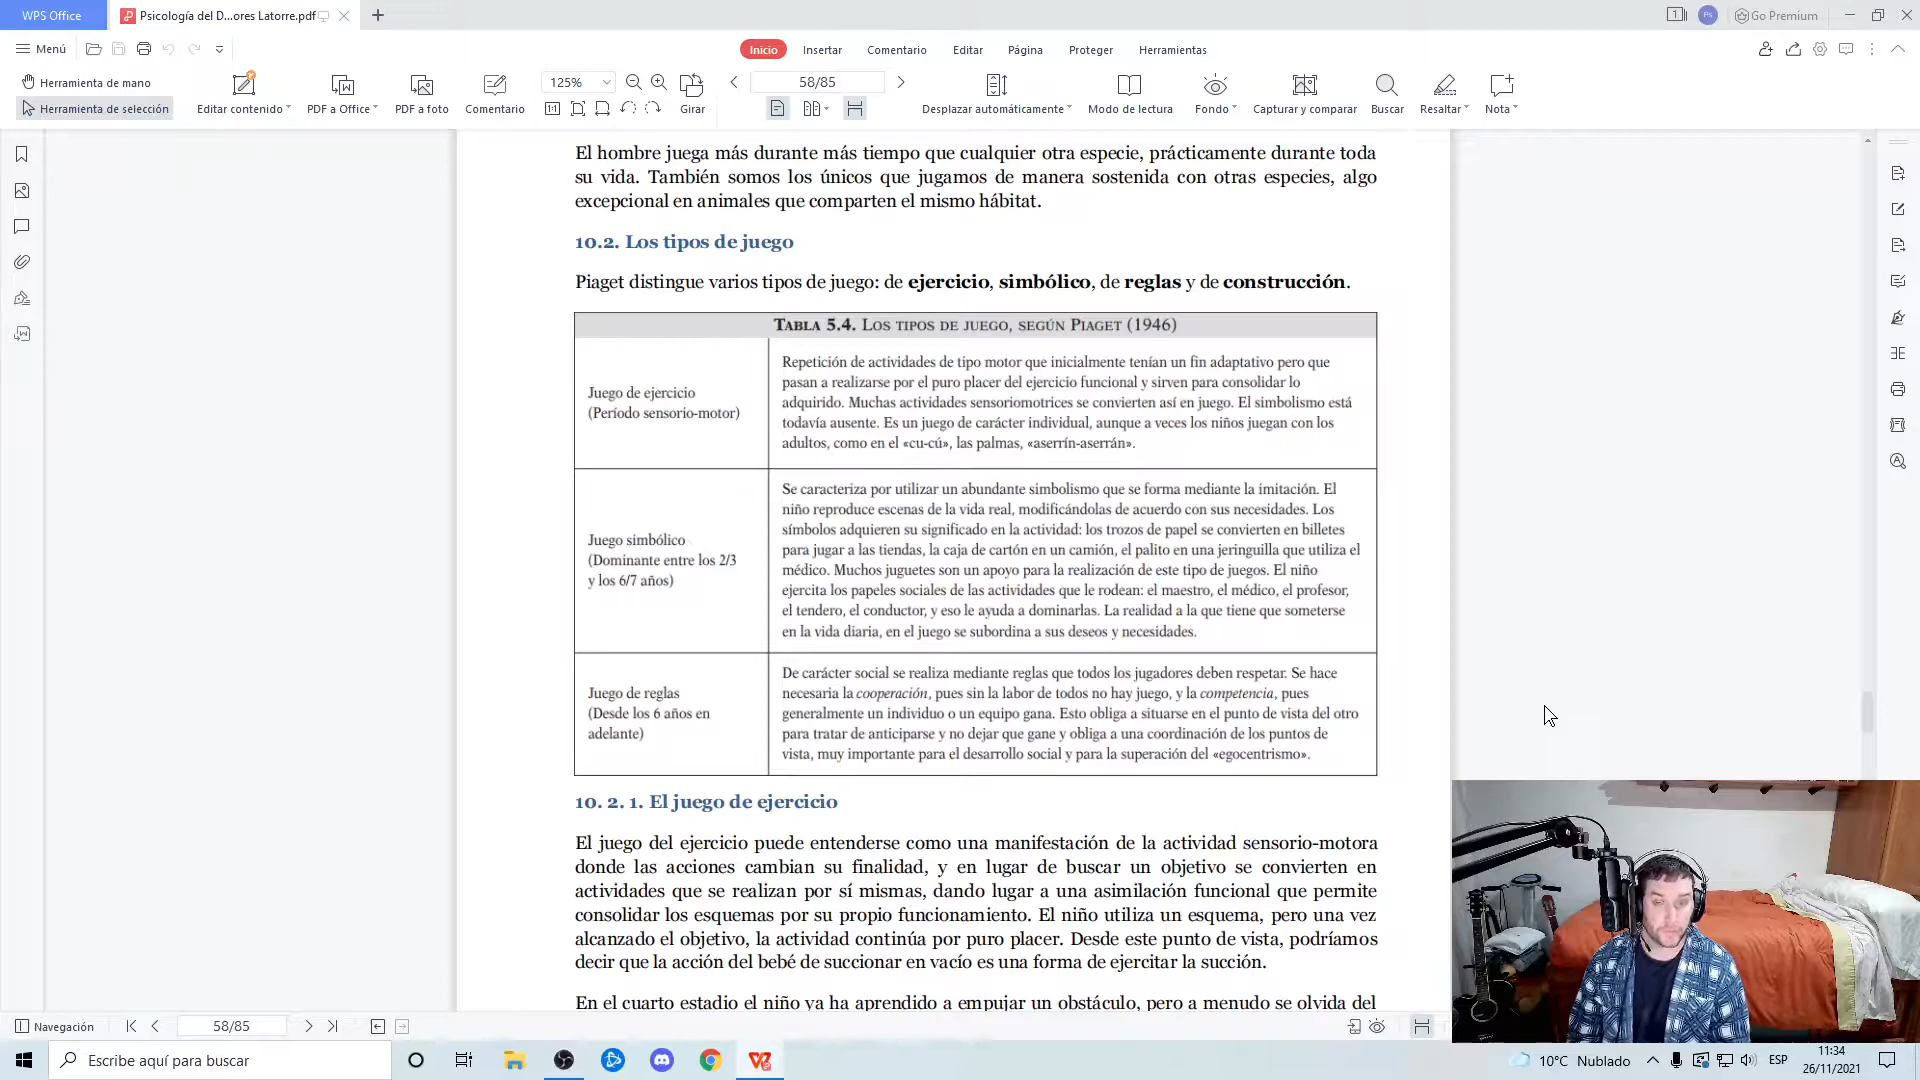 WPS Office
Psicología del D...ores Latorre.pdf
Go Premium
Menú
Inicio
Insertar
Comentario
Editar
Página
Proteger
Herramientas
Herramienta de mano
Herramienta de selección
Editar contenido
PDF a Office
PDF a foto
Comentario
125%
Girar
58/85
Desplazar automáticamente
Modo de lectura
Fondo
Capturar y comparar
Buscar
Resaltar
Nota
El hombre juega más durante más tiempo que cualquier otra especie, prácticamente durante toda
su vida. También somos los únicos que jugamos de manera sostenida con otras especies, algo
excepcional en animales que comparten el mismo hábitat.
10.2. Los tipos de juego
Piaget distingue varios tipos de juego: de ejercicio, simbólico, de reglas y de construcción.
TABLA 5.4. LOS TIPOS DE JUEGO, SEGÚN PIAGET (1946)
Juego de ejercicio
(Período sensorio-motor)
Repetición de actividades de tipo motor que inicialmente tenían un fin adaptativo pero que
pasan a realizarse por el puro placer del ejercicio funcional y sirven para consolidar lo
adquirido. Muchas actividades sensoriomotrices se convierten así en juego. El simbolismo está
todavía ausente. Es un juego de carácter individual, aunque a veces los niños juegan con los
adultos, como en el «cu-cú», las palmas, «aserrín-aserrán».
Juego simbólico
(Dominante entre los 2/3
y los 6/7 años)
Se caracteriza por utilizar un abundante simbolismo que se forma mediante la imitación. El
niño reproduce escenas de la vida real, modificándolas de acuerdo con sus necesidades. Los
símbolos adquieren su significado en la actividad: los trozos de papel se convierten en billetes
para jugar a las tiendas, la caja de cartón en un camión, el palito en una jeringuilla que utiliza el
médico. Muchos juguetes son un apoyo para la realización de este tipo de juegos. El niño
ejercita los papeles sociales de las actividades que le rodean: el maestro, el médico, el profesor,
el tendero, el conductor, y eso le ayuda a dominarlas. La realidad a la que tiene que someterse
en la vida diaria, en el juego se subordina a sus deseos y necesidades.
Juego de reglas
(Desde los 6 años en
adelante)
De carácter social se realiza mediante reglas que todos los jugadores deben respetar. Se hace
necesaria la cooperación, pues sin la labor de todos no hay juego, y la competencia, pues
generalmente un individuo o un equipo gana. Esto obliga a situarse en el punto de vista del otro
para tratar de anticiparse y no dejar que gane y obliga a una coordinación de los puntos de
vista, muy importante para el desarrollo social y para la superación del «egocentrismo».
10. 2. 1. El juego de ejercicio
El juego del ejercicio puede entenderse como una manifestación de la actividad sensorio-motora
donde las acciones cambian su finalidad, y en lugar de buscar un objetivo se convierten en
actividades que se realizan por sí mismas, dando lugar a una asimilación funcional que permite
consolidar los esquemas por su propio funcionamiento. El niño utiliza un esquema, pero una vez
alcanzado el objetivo, la actividad continúa por puro placer. Desde este punto de vista, podríamos
decir que la acción del bebé de succionar en vacío es una forma de ejercitar la succión.
En el cuarto estadio el niño ya ha aprendido a empujar un obstáculo, pero a menudo se olvida del
Navegación
58/85
Escribe aquí para buscar
10°C Nublado
ESP
11:34
26/11/2021